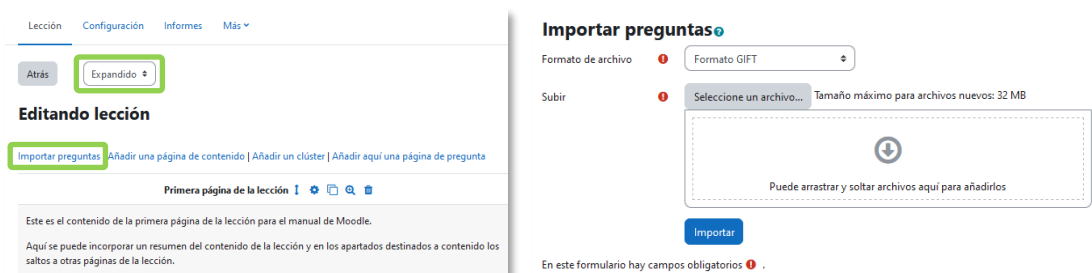 Lección Configuración Informes Más
Atrás Expandido
Editando lección
Importar preguntas Añadir una página de contenido | Añadir un clúster | Añadir aquí una página de pregunta
Primera página de la lección
Este es el contenido de la primera página de la lección para el manual de Moodle.
Aquí se puede incorporar un resumen del contenido de la lección y en los apartados destinados a contenido los
saltos a otras páginas de la lección.
Importar preguntas
Formato de archivo Formato GIFT
Subir Seleccione un archivo... Tamaño máximo para archivos nuevos: 32 MB
Puede arrastrar y soltar archivos aquí para añadirlos
Importar
En este formulario hay campos obligatorios .